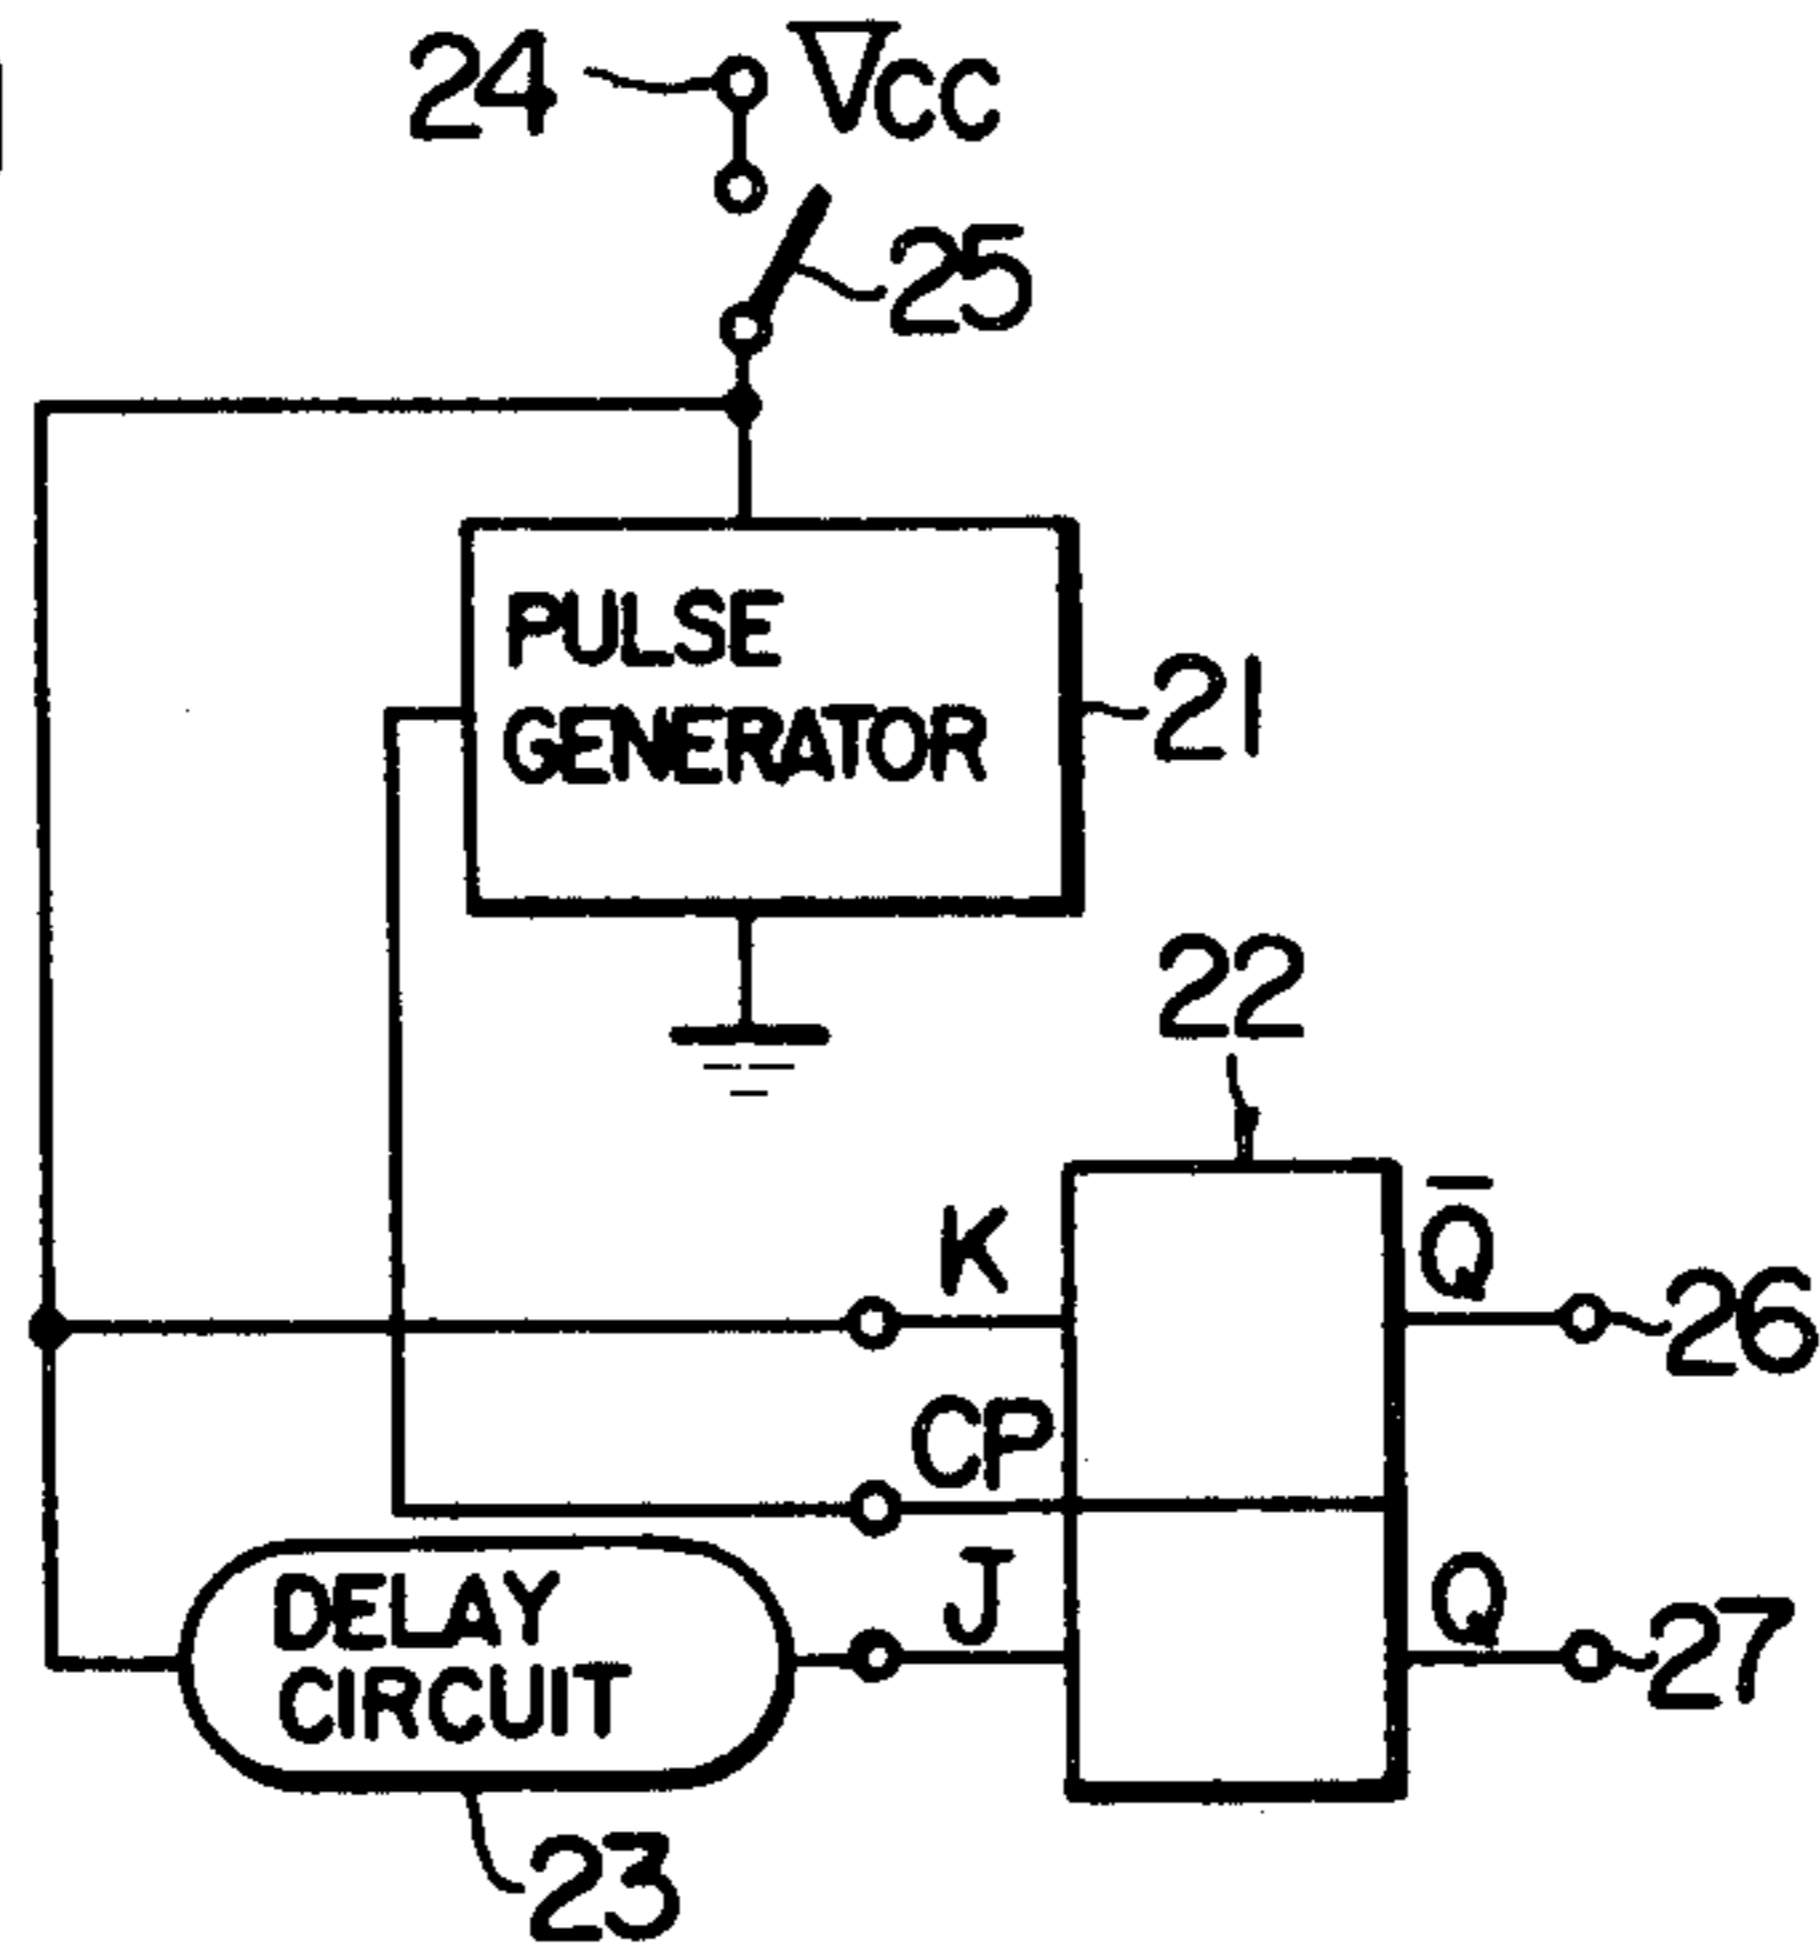 24 Vcc
25
PULSE
GENERATOR
21
22
K
Q̅
26
CP
J
Q
27
DELAY
CIRCUIT
23